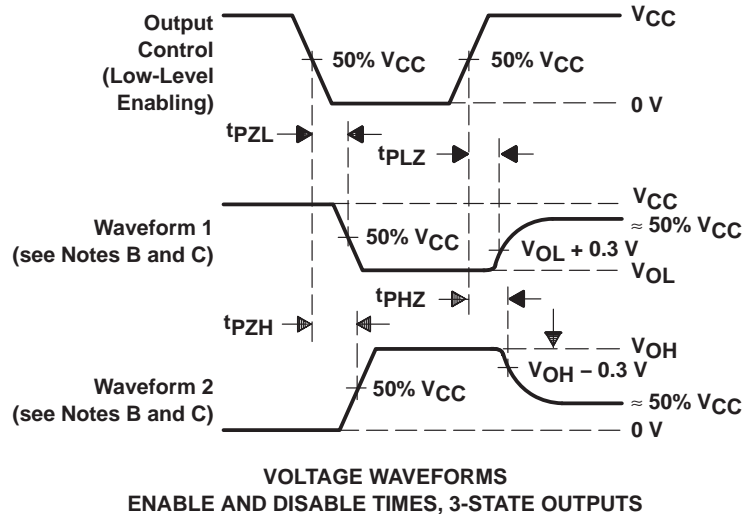 Output
Control
(Low-Level
Enabling)
50% VCC
50% VCC
VCC
0 V
tPZL
tPLZ
Waveform 1
(see Notes B and C)
50% VCC
VCC
≈ 50% VCC
VOL + 0.3 V
VOL
tPZH
tPHZ
Waveform 2
(see Notes B and C)
50% VCC
VOH
VOH − 0.3 V
≈ 50% VCC
0 V
VOLTAGE WAVEFORMS
ENABLE AND DISABLE TIMES, 3-STATE OUTPUTS